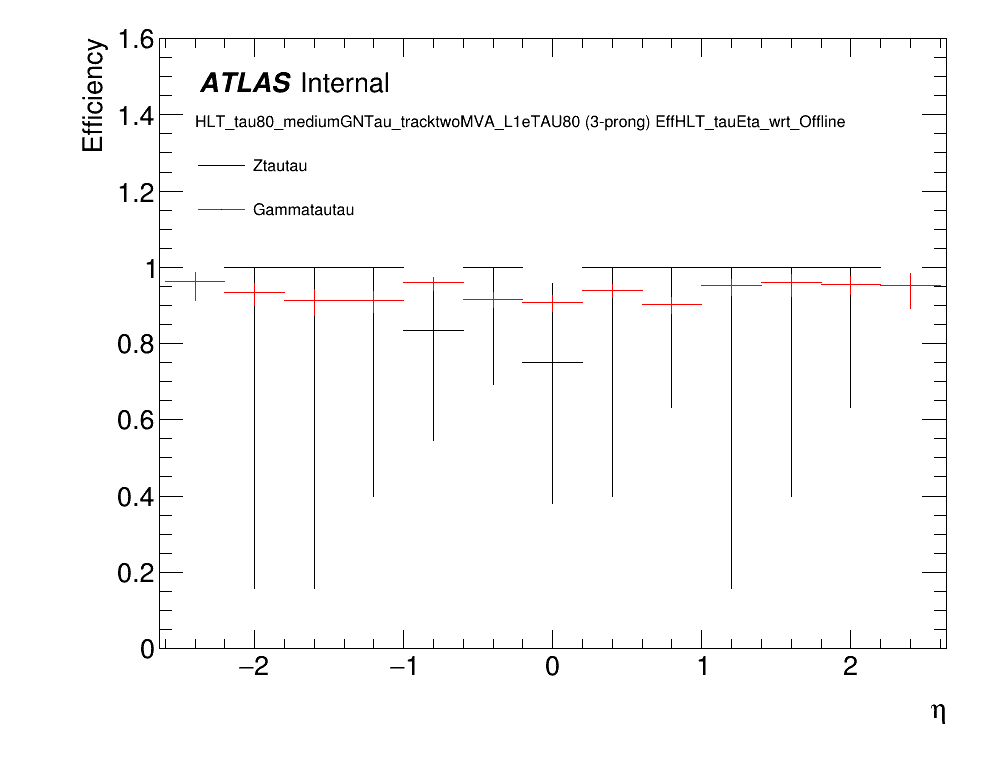 Efficiency
1.6
1.4
1.2
1
0.8
0.6
0.4
0.2
0
ATLAS Internal
HLT_tau80_mediumGNTau_tracktwoMVA_L1eTAU80 (3-prong) EffHLT_tauEta_wrt_Offline
Ztautau
Gammatautau
−2 −1 0 1 2
η